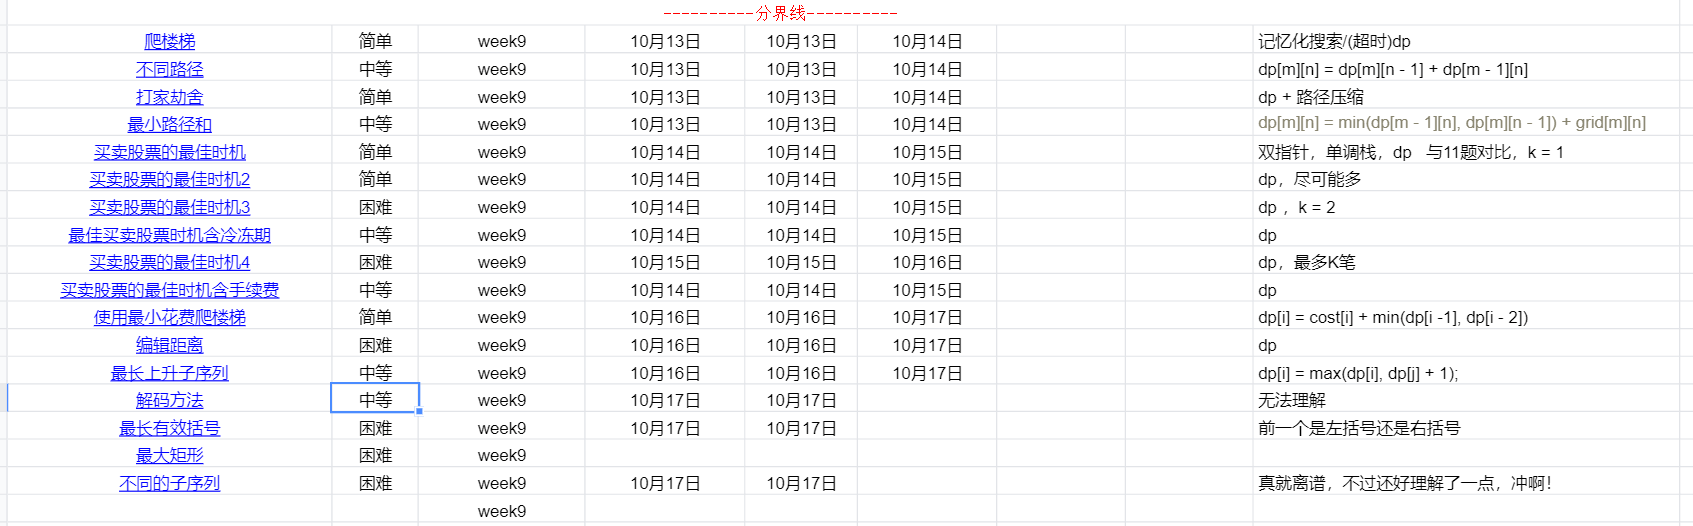 ----------分界线----------
爬楼梯 简单 week9 10月13日 10月13日 10月14日 记忆化搜索/(超时)dp
不同路径 中等 week9 10月13日 10月13日 10月14日 dp[m][n] = dp[m][n - 1] + dp[m - 1][n]
打家劫舍 简单 week9 10月13日 10月13日 10月14日 dp + 路径压缩
最小路径和 中等 week9 10月13日 10月13日 10月14日 dp[m][n] = min(dp[m - 1][n], dp[m][n - 1]) + grid[m][n]
买卖股票的最佳时机 简单 week9 10月14日 10月14日 10月15日 双指针，单调栈，dp 与11题对比，k = 1
买卖股票的最佳时机2 简单 week9 10月14日 10月14日 10月15日 dp，尽可能多
买卖股票的最佳时机3 困难 week9 10月14日 10月14日 10月15日 dp ，k = 2
最佳买卖股票时机含冷冻期 中等 week9 10月14日 10月14日 10月15日 dp
买卖股票的最佳时机4 困难 week9 10月15日 10月15日 10月16日 dp，最多K笔
买卖股票的最佳时机含手续费 中等 week9 10月14日 10月14日 10月15日 dp
使用最小花费爬楼梯 简单 week9 10月16日 10月16日 10月17日 dp[i] = cost[i] + min(dp[i -1], dp[i - 2])
编辑距离 困难 week9 10月16日 10月16日 10月17日 dp
最长上升子序列 中等 week9 10月16日 10月16日 10月17日 dp[i] = max(dp[i], dp[j] + 1);
解码方法 中等 week9 10月17日 10月17日 无法理解
最长有效括号 困难 week9 10月17日 10月17日 前一个是左括号还是右括号
最大矩形 困难 week9
不同的子序列 困难 week9 10月17日 10月17日 真就离谱，不过还好理解了一点，冲啊！
week9